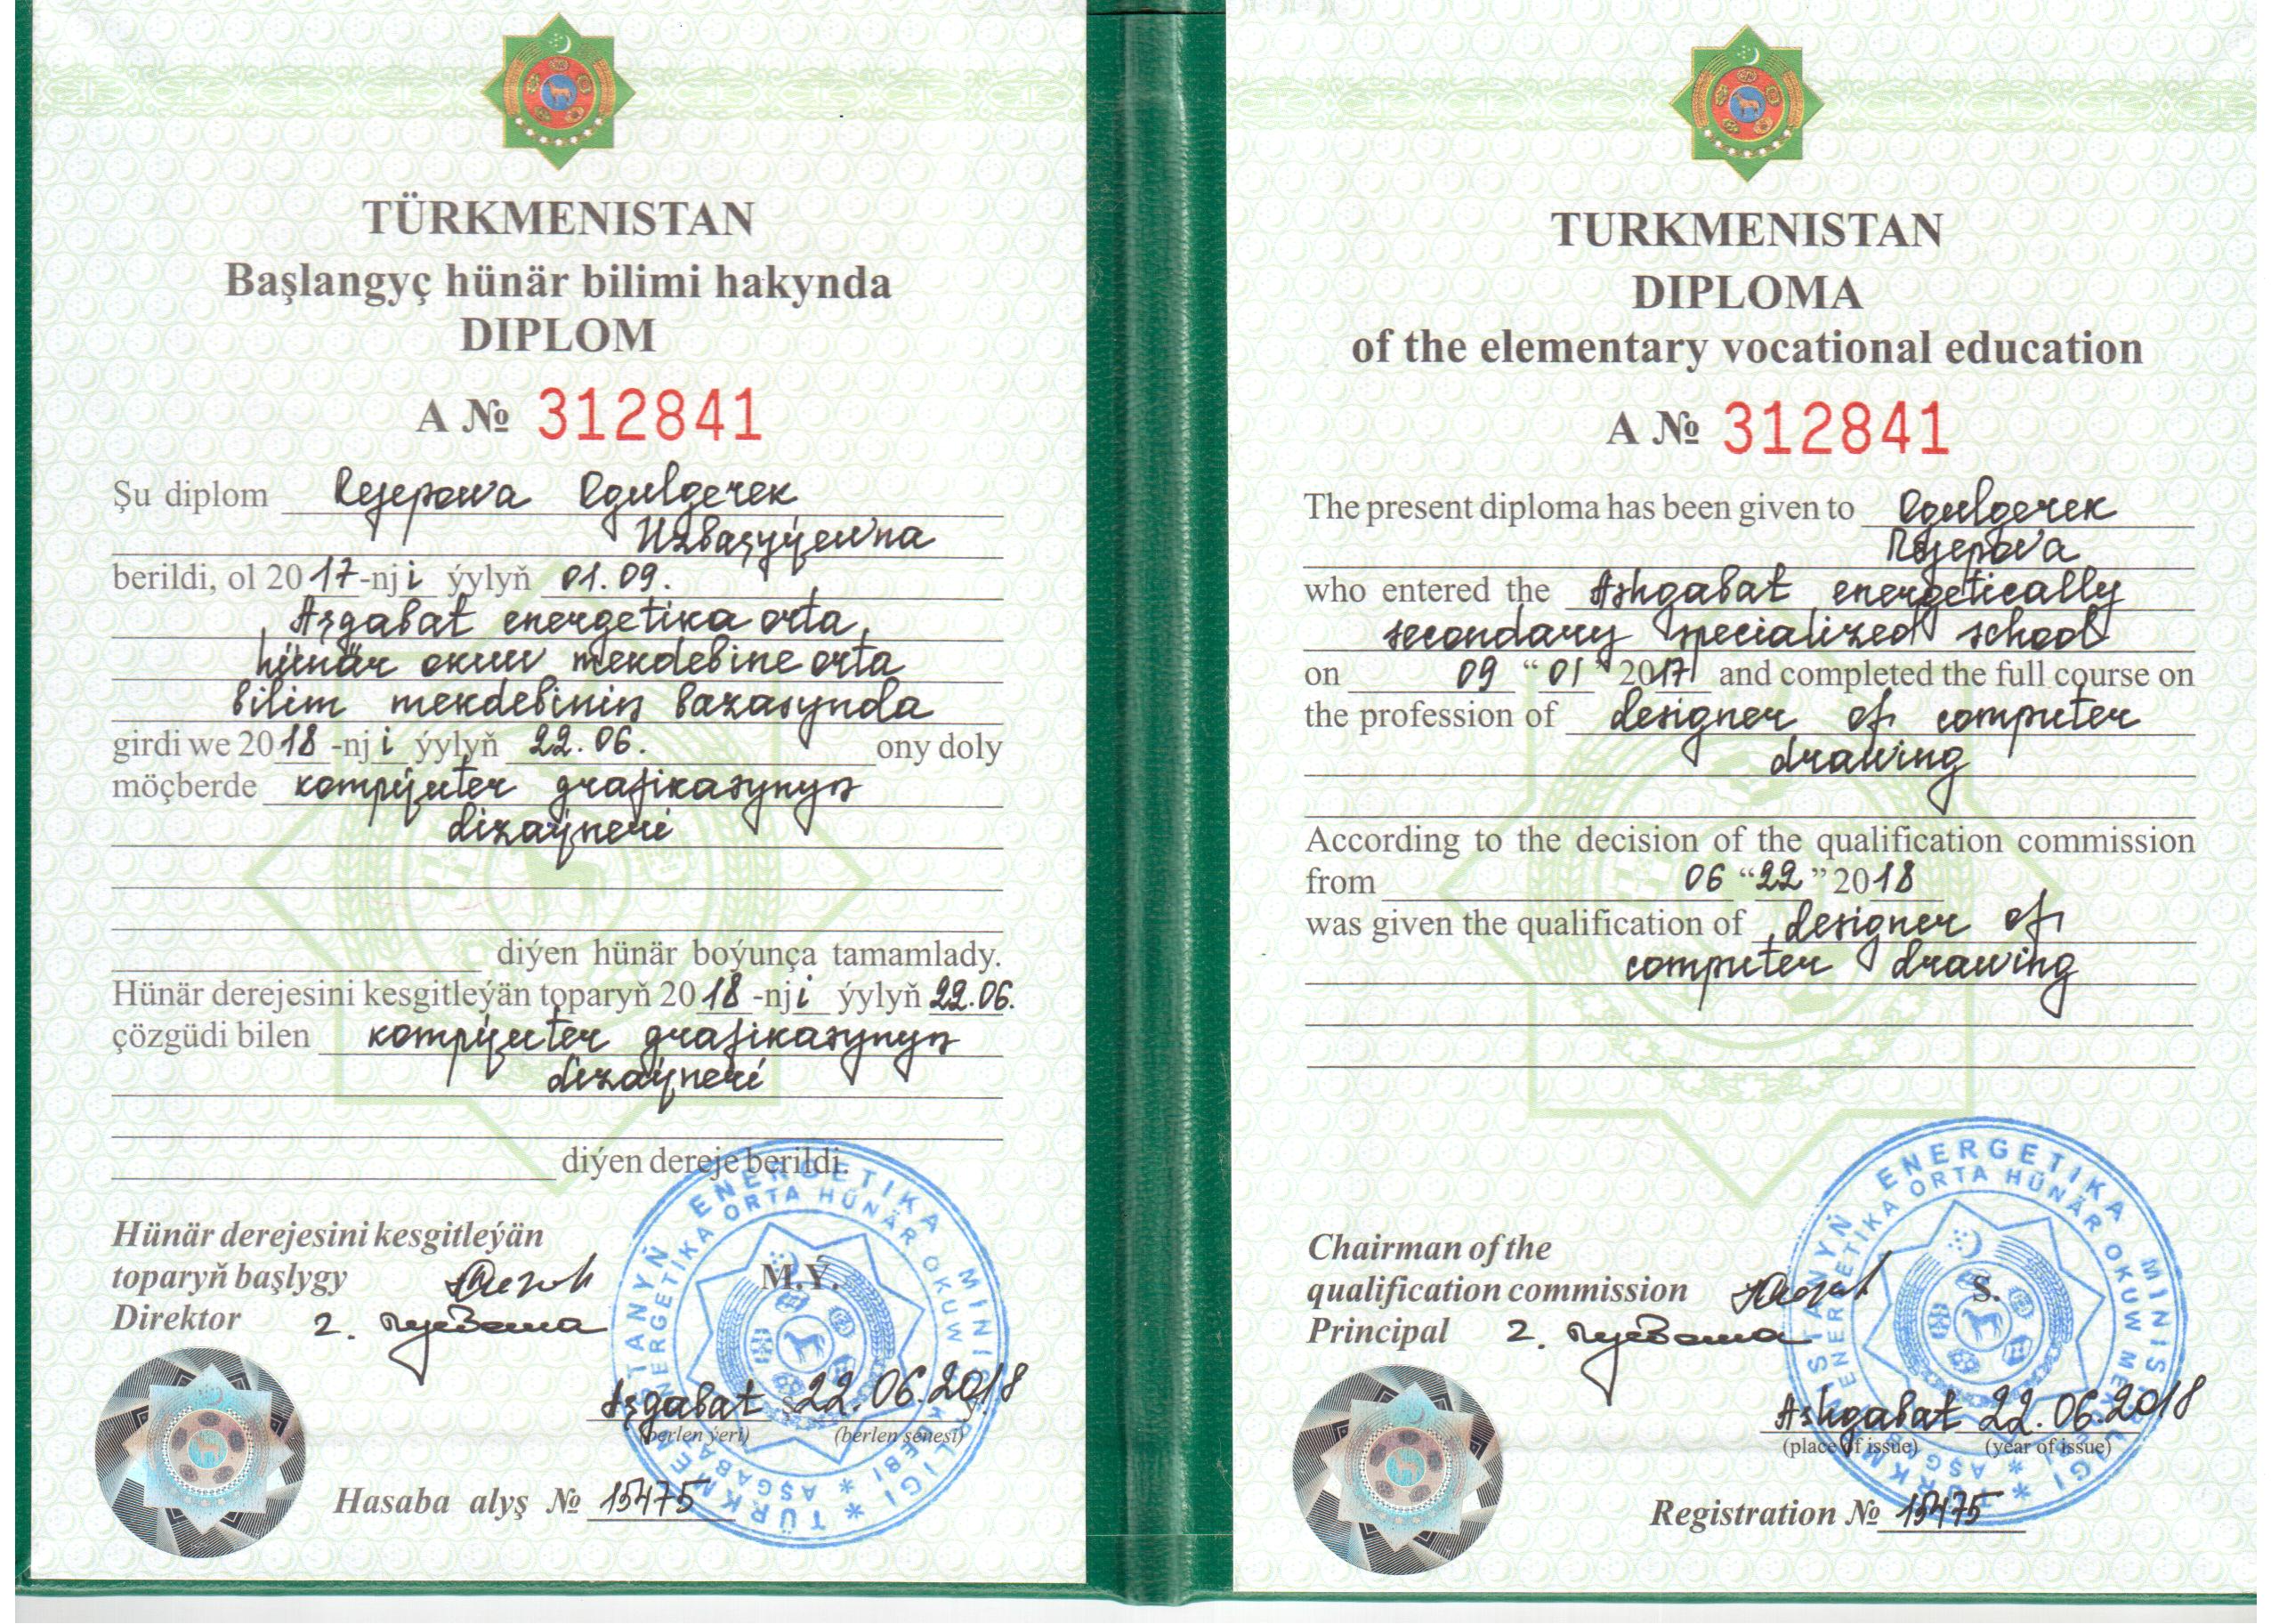 TÜRKMENISTAN
Başlangyç hünär bilimi hakynda
DIPLOM
A № 312841
Şu diplom Rejepowa Ogulgerek
Uzbaşyýewna
berildi, ol 2017-nji ýylyň 01.09.
Aşgabat energetika orta
hünär okuw mekdebine orta
bilim mekdebiniň bazasynda
girdi we 2018-nji ýylyň 22.06. ony doly
möçberde kompýuter grafikasynyň
dizaýneri
diýen hünär boýunça tamamlady.
Hünär derejesini kesgitleýän toparyň 2018-nji ýylyň 22.06.
çözgüdi bilen kompýuter grafikasynyň
dizaýneri
diýen dereje berildi.
Hünär derejesini kesgitleýän
toparyň başlygy
M.Ý.
Direktor
Aşgabat ş. 22.06.2018
(berlen ýeri) (berlen senesi)
Hasaba alyş № 15475
TÜRKMENISTANYŇ ENERGETIKA MINISTRLIGI
AŞGABAT ENERGETIKA ORTA HÜNÄR OKUW MEKDEBI
TURKMENISTAN
DIPLOMA
of the elementary vocational education
A № 312841
The present diploma has been given to Ogulgerek
Rejepova
who entered the Ashgabat energetically
secondary specialized school
on 09 “01” 2017 and completed the full course on
the profession of designer of computer
drawing
According to the decision of the qualification commission
from 06 “22” 2018
was given the qualification of designer of
computer drawing
Chairman of the
qualification commission
S.
Principal
Ashgabat 22.06.2018
(place of issue) (year of issue)
Registration № 15475
TÜRKMENISTANYŇ ENERGETIKA MINISTRLIGI
AŞGABAT ENERGETIKA ORTA HÜNÄR OKUW MEKDEBI